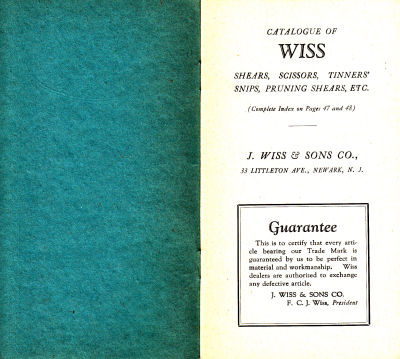 CATALOGUE OF
WISS
SHEARS, SCISSORS, TINNERS'
SNIPS, PRUNING SHEARS, ETC.
(Complete Index on Pages 47 and 48)
J. WISS & SONS CO.,
33 LITTLETON AVE., NEWARK, N. J.
Guarantee
This is to certify that every arti-
cle bearing our Trade Mark is
guaranteed by us to be perfect in
material and workmanship. Wiss
dealers are authorized to exchange
any defective article.
J. WISS & SONS CO.
F. C. J. Wiss, President